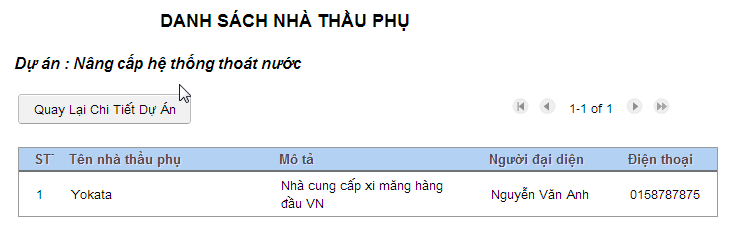 DANH SÁCH NHÀ THẦU PHỤ
Dự án : Nâng cấp hệ thống thoát nước
Quay Lại Chi Tiết Dự Án
1-1 of 1
ST Tên nhà thầu phụ Mô tả Người đại diện Điện thoại
1 Yokata Nhà cung cấp xi măng hàng Nguyễn Văn Anh 0158787875
đầu VN